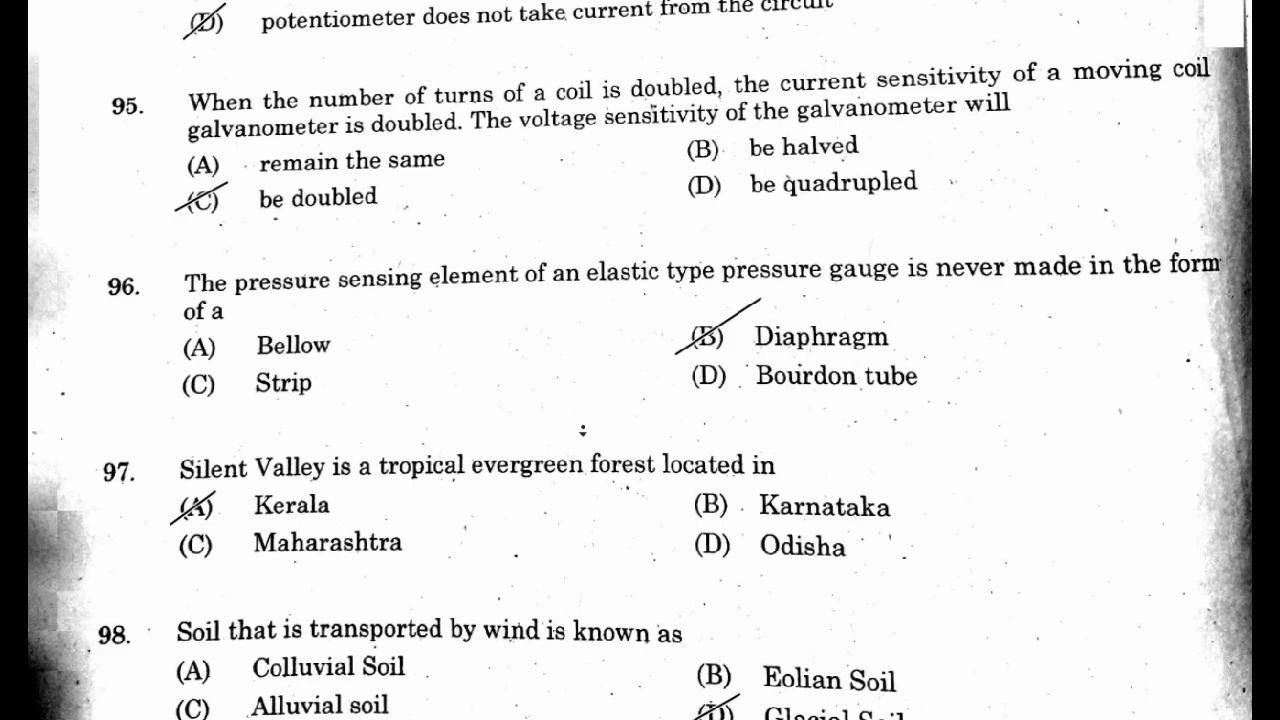 (D) potentiometer does not take current from the circuit
95. When the number of turns of a coil is doubled, the current sensitivity of a moving coil
galvanometer is doubled. The voltage sensitivity of the galvanometer will
(A) remain the same (B) be halved
(C) be doubled (D) be quadrupled
96. The pressure sensing element of an elastic type pressure gauge is never made in the form
of a
(A) Bellow (B) Diaphragm
(C) Strip (D) Bourdon tube
97. Silent Valley is a tropical evergreen forest located in
(A) Kerala (B) Karnataka
(C) Maharashtra (D) Odisha
98. Soil that is transported by wind is known as
(A) Colluvial Soil (B) Eolian Soil
(C) Alluvial soil (D) Glacial Soil